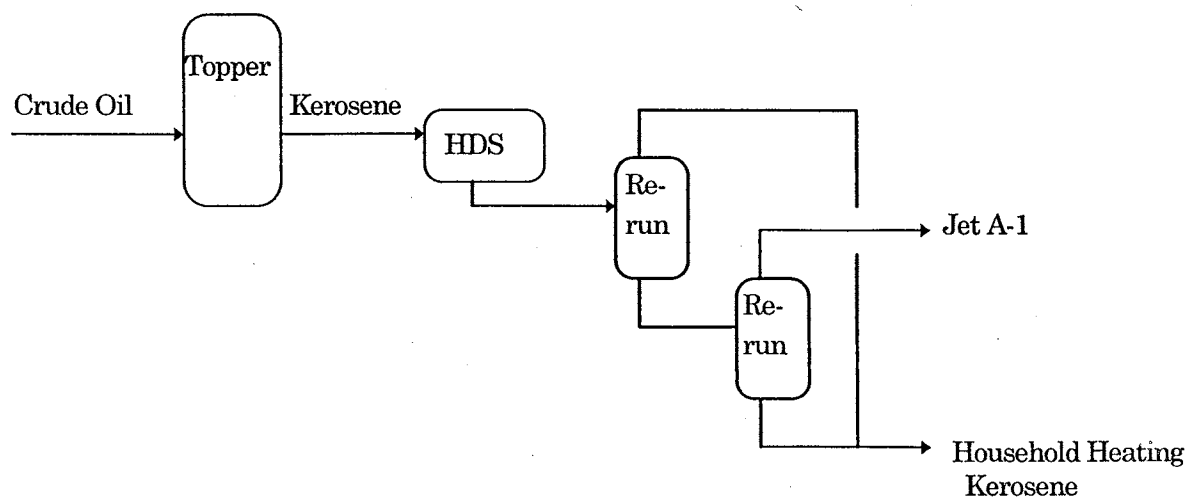 Topper
Crude Oil
Kerosene
HDS
Re-
run
Jet A-1
Re-
run
Household Heating
Kerosene